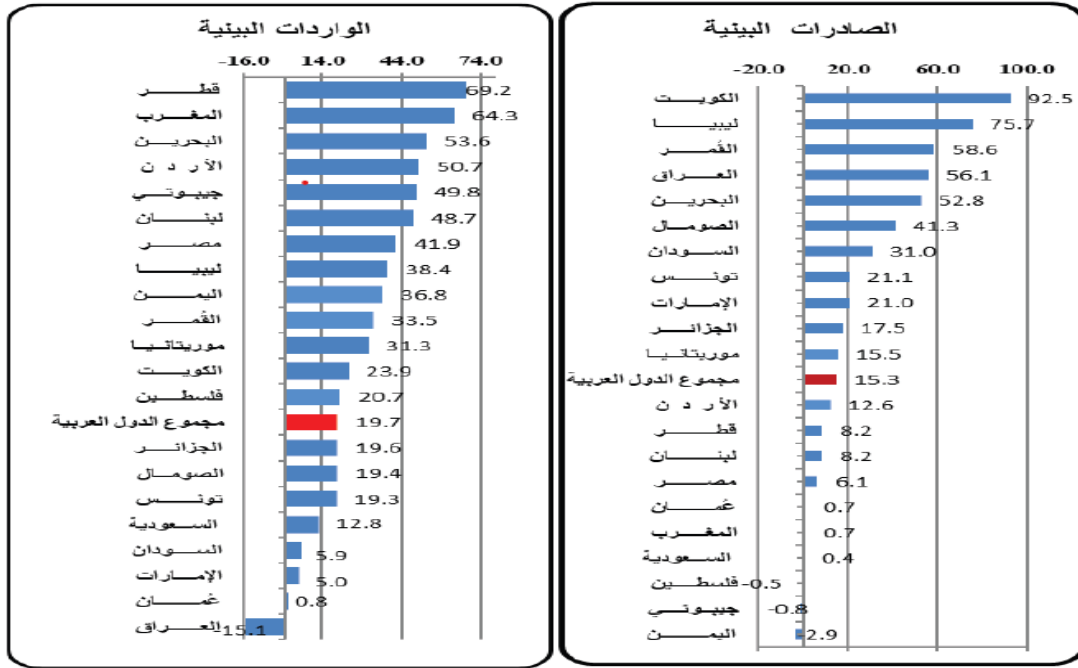 الصادرات البينية
-20.0 20.0 60.0 100.0
الكويت 92.5
ليبيا 75.7
القُمر 58.6
العراق 56.1
البحرين 52.8
الصومال 41.3
السودان 31.0
تونس 21.1
الإمارات 21.0
الجزائر 17.5
موريتانيا 15.5
مجموع الدول العربية 15.3
الأردن 12.6
قطر 8.2
لبنان 8.2
مصر 6.1
عُمان 0.7
المغرب 0.7
السعودية 0.4
فلسطين -0.5
جيبوتي -0.8
اليمن -2.9
الواردات البينية
-16.0 14.0 44.0 74.0
قطر 69.2
المغرب 64.3
البحرين 53.6
الأردن 50.7
جيبوتي 49.8
لبنان 48.7
مصر 41.9
ليبيا 38.4
اليمن 36.8
القُمر 33.5
موريتانيا 31.3
الكويت 23.9
فلسطين 20.7
مجموع الدول العربية 19.7
الجزائر 19.6
الصومال 19.4
تونس 19.3
السعودية 12.8
السودان 5.9
الإمارات 5.0
عُمان 0.8
العراق -15.1